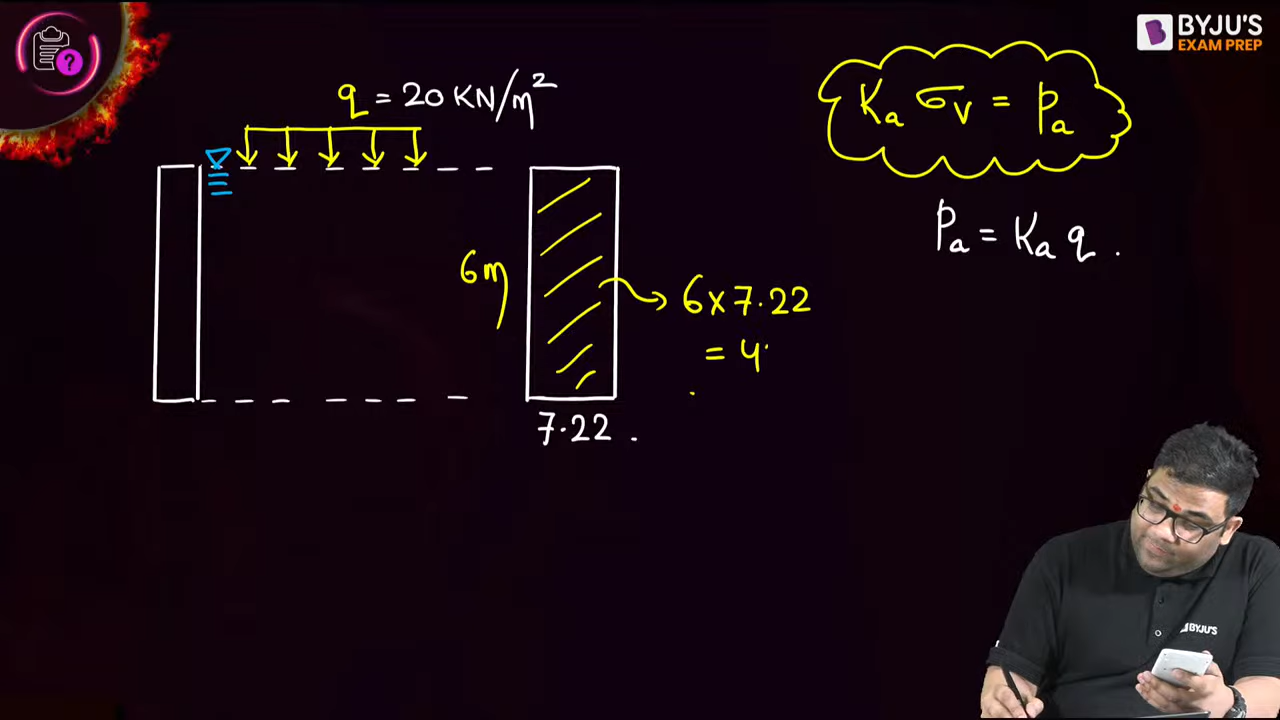 BYJU'S
EXAM PREP
q = 20 KN/m²
Ka σv = Pa
Pa = Ka q .
6m
6 x 7.22
= 4
7.22 .
BYJU'S
?